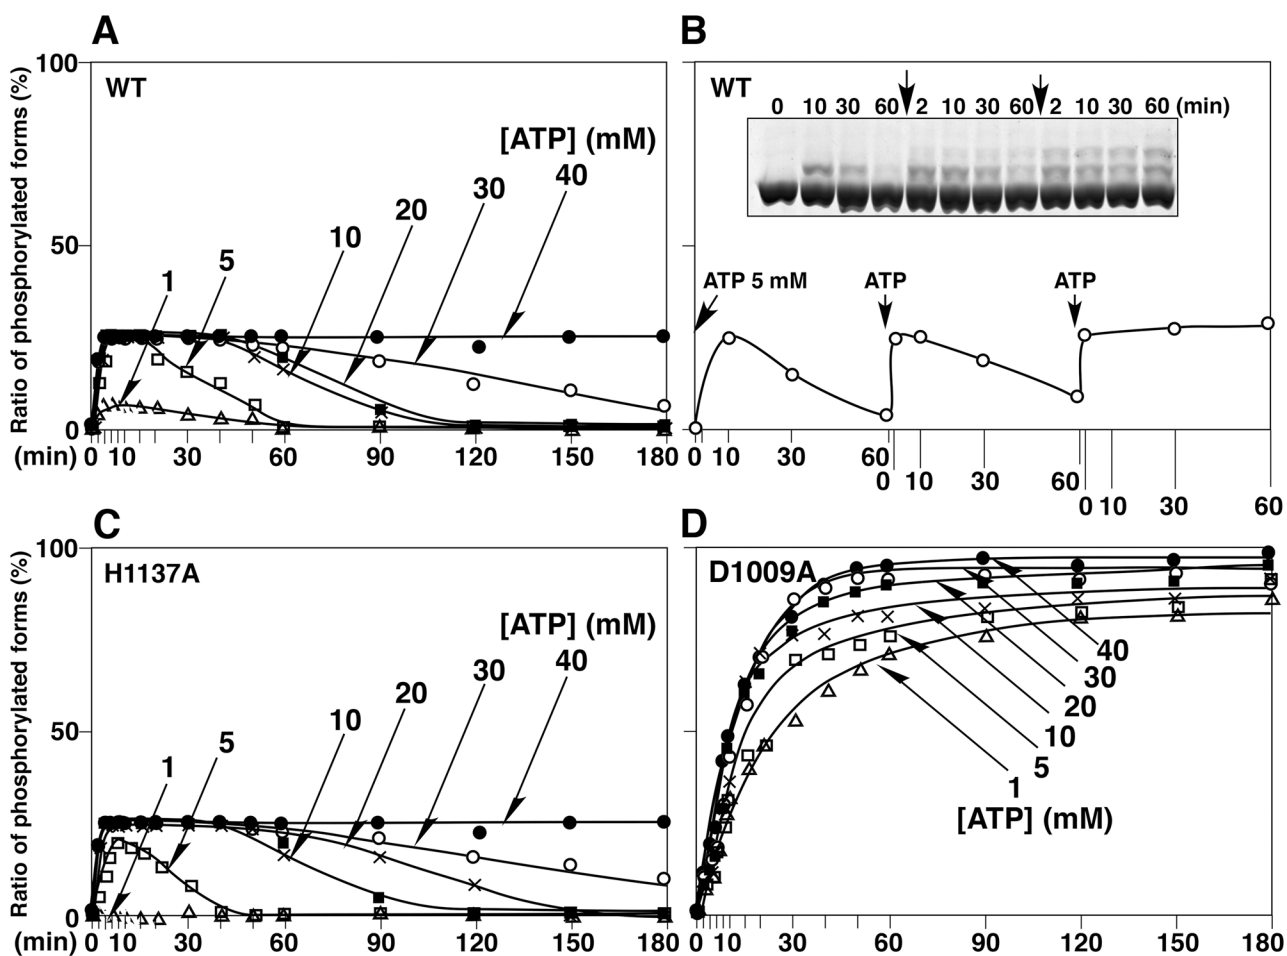 A
Ratio of phosphorylated forms (%)
100
50
0
WT
[ATP] (mM)
1
5
10
20
30
40
(min) 0 10 30 60 90 120 150 180
B
WT
0 10 30 60 2 10 30 60 2 10 30 60 (min)
ATP 5 mM
ATP
ATP
0 10 30 60
0 10 30 60
0 10 30 60
C
Ratio of phosphorylated forms (%)
100
50
0
H1137A
[ATP] (mM)
1
5
10
20
30
40
(min) 0 10 30 60 90 120 150 180
D
D1009A
40
30
20
10
5
1
[ATP] (mM)
0 10 30 60 90 120 150 180